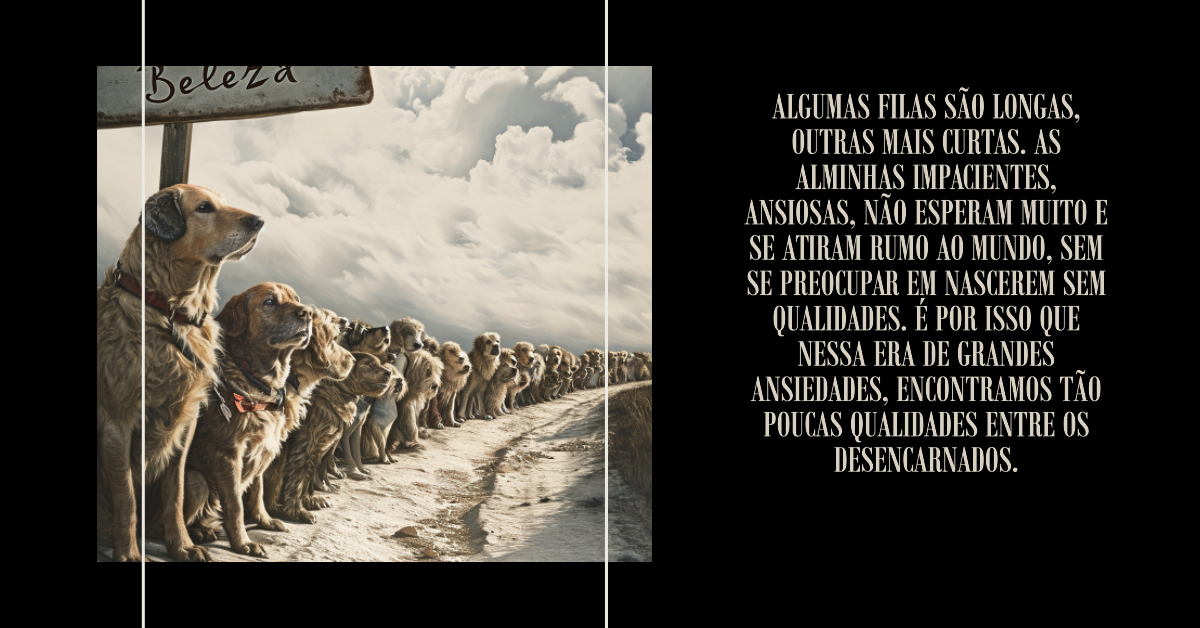 Beleza
ALGUMAS FILAS SÃO LONGAS,
OUTRAS MAIS CURTAS. AS
ALMINHAS IMPACIENTES,
ANSIOSAS, NÃO ESPERAM MUITO E
SE ATIRAM RUMO AO MUNDO, SEM
SE PREOCUPAR EM NASCEREM SEM
QUALIDADES. É POR ISSO QUE
NESSA ERA DE GRANDES
ANSIEDADES, ENCONTRAMOS TÃO
POUCAS QUALIDADES ENTRE OS
DESENCARNADOS.